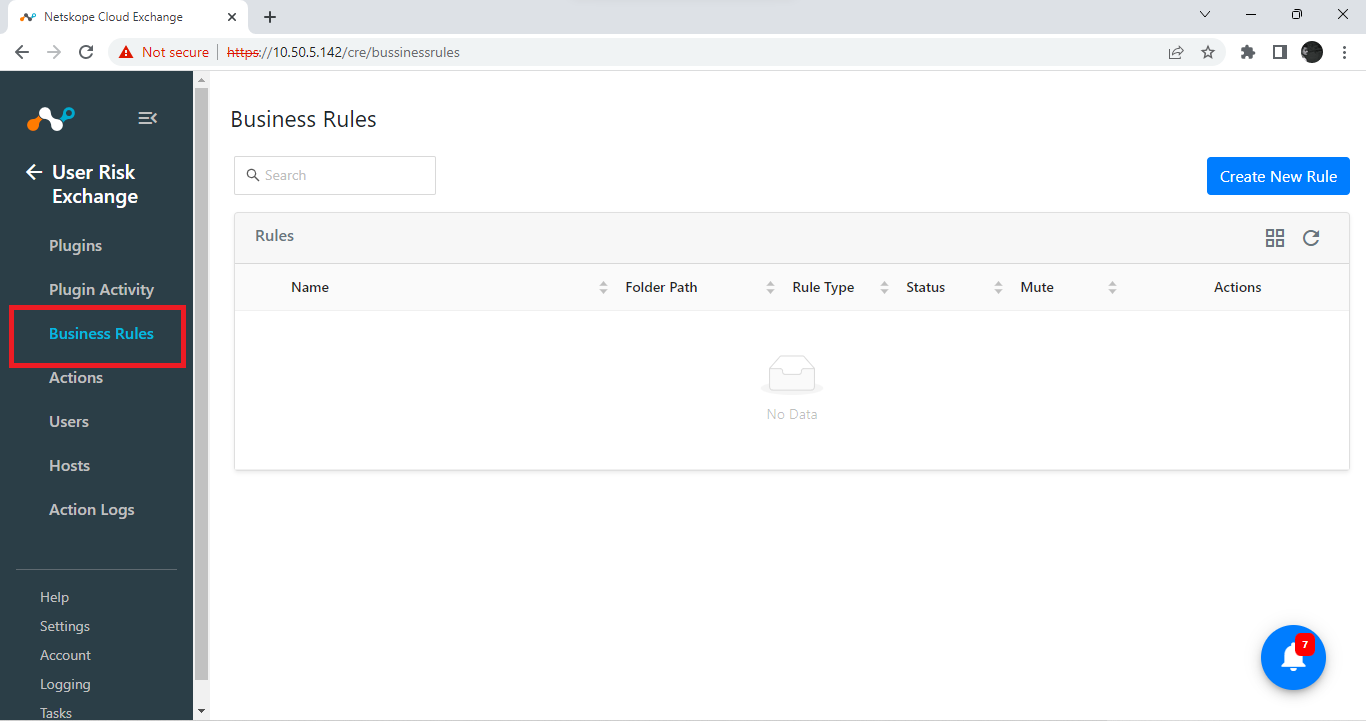 Netskope Cloud Exchange
Not secure
https://10.50.5.142/cre/bussinessrules
User Risk
Exchange
Plugins
Plugin Activity
Business Rules
Actions
Users
Hosts
Action Logs
Help
Settings
Account
Logging
Tasks
Business Rules
Search
Create New Rule
Rules
Name Folder Path Rule Type Status Mute Actions
No Data
7